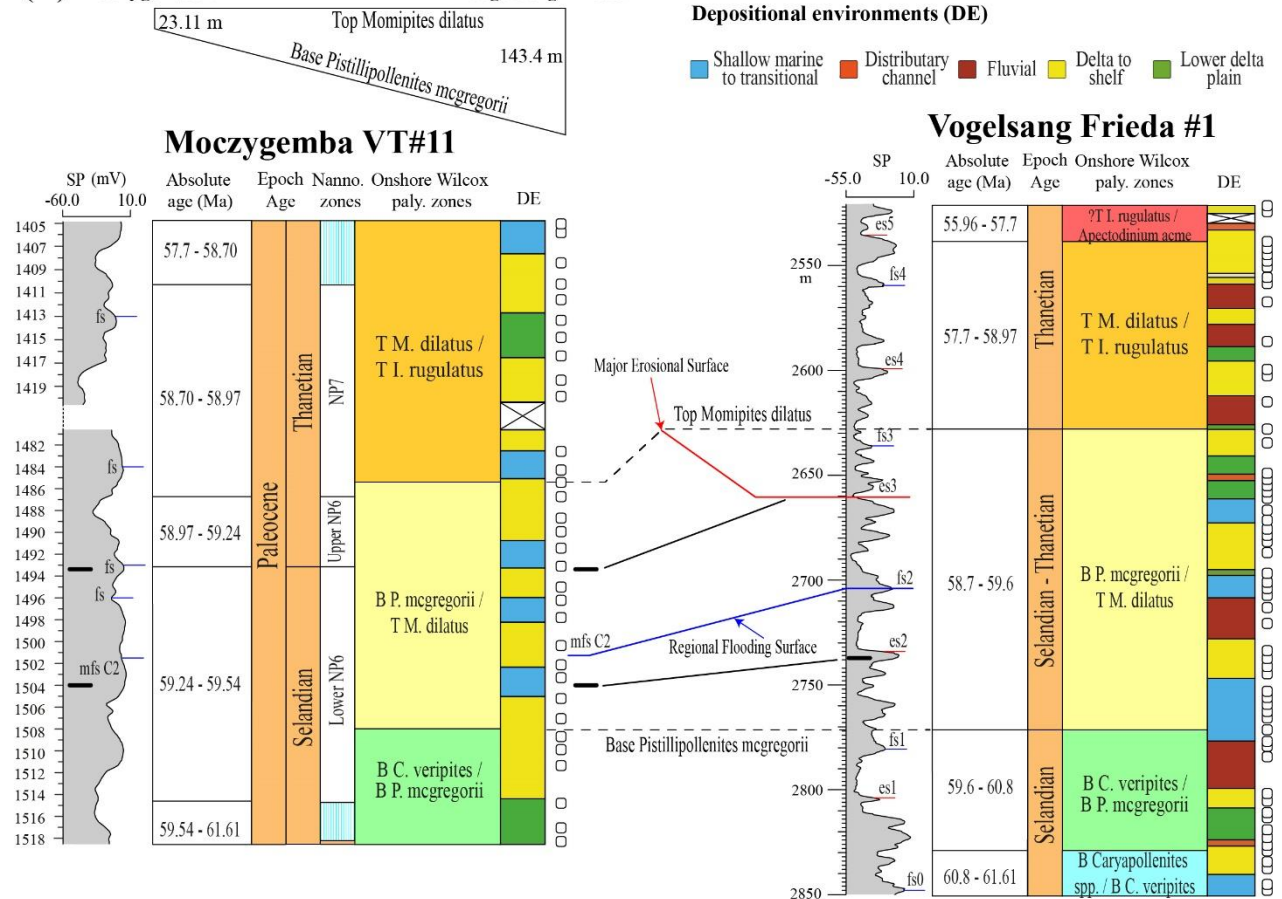 23.11 m
Top Momipites dilatus
Base Pistillipollenites mcgregorii
143.4 m
Depositional environments (DE)
Shallow marine
to transitional
Distributary
channel
Fluvial
Delta to
shelf
Lower delta
plain
Moczygemba VT#11
SP (mV)
-60.0 10.0
Absolute
age (Ma)
Epoch
Age
Nanno.
zones
Onshore Wilcox
paly. zones
DE
1405
1407
1409
1411
1413
1415
1417
1419
1482
1484
1486
1488
1490
1492
1494
1496
1498
1500
1502
1504
1506
1508
1510
1512
1514
1516
1518
fs
fs
fs
fs
mfs C2
57.7 - 58.70
58.70 - 58.97
58.97 - 59.24
59.24 - 59.54
59.54 - 61.61
Paleocene
Thanetian
Selandian
NP7
Upper NP6
Lower NP6
T M. dilatus /
T I. rugulatus
B P. mcgregorii /
T M. dilatus
B C. veripites /
B P. mcgregorii
Major Erosional Surface
Top Momipites dilatus
mfs C2
Regional Flooding Surface
Base Pistillipollenites mcgregorii
Vogelsang Frieda #1
SP
-55.0 10.0
Absolute
age (Ma)
Epoch
Age
Onshore Wilcox
paly. zones
DE
2550
m
2600
2650
2700
2750
2800
2850
es5
fs4
es4
fs3
es3
fs2
es2
fs1
es1
fs0
55.96 - 57.7
57.7 - 58.97
58.7 - 59.6
59.6 - 60.8
60.8 - 61.61
Thanetian
Selandian - Thanetian
Selandian
?T I. rugulatus /
Apectodinium acme
T M. dilatus /
T I. rugulatus
B P. mcgregorii /
T M. dilatus
B C. veripites /
B P. mcgregorii
B Caryapollenites
spp. / B C. veripites